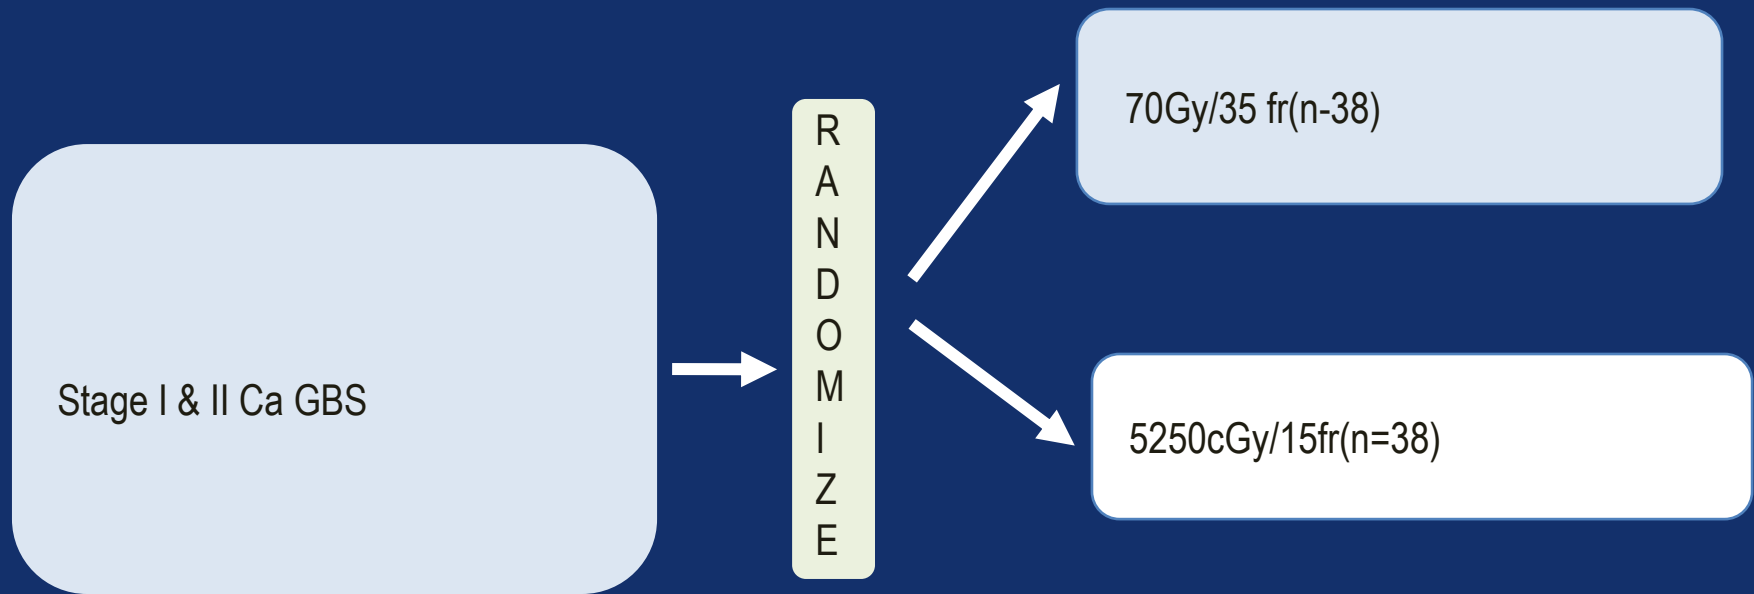 Stage I & II Ca GBS
R
A
N
D
O
M
I
Z
E
70Gy/35 fr(n-38)
5250cGy/15fr(n=38)